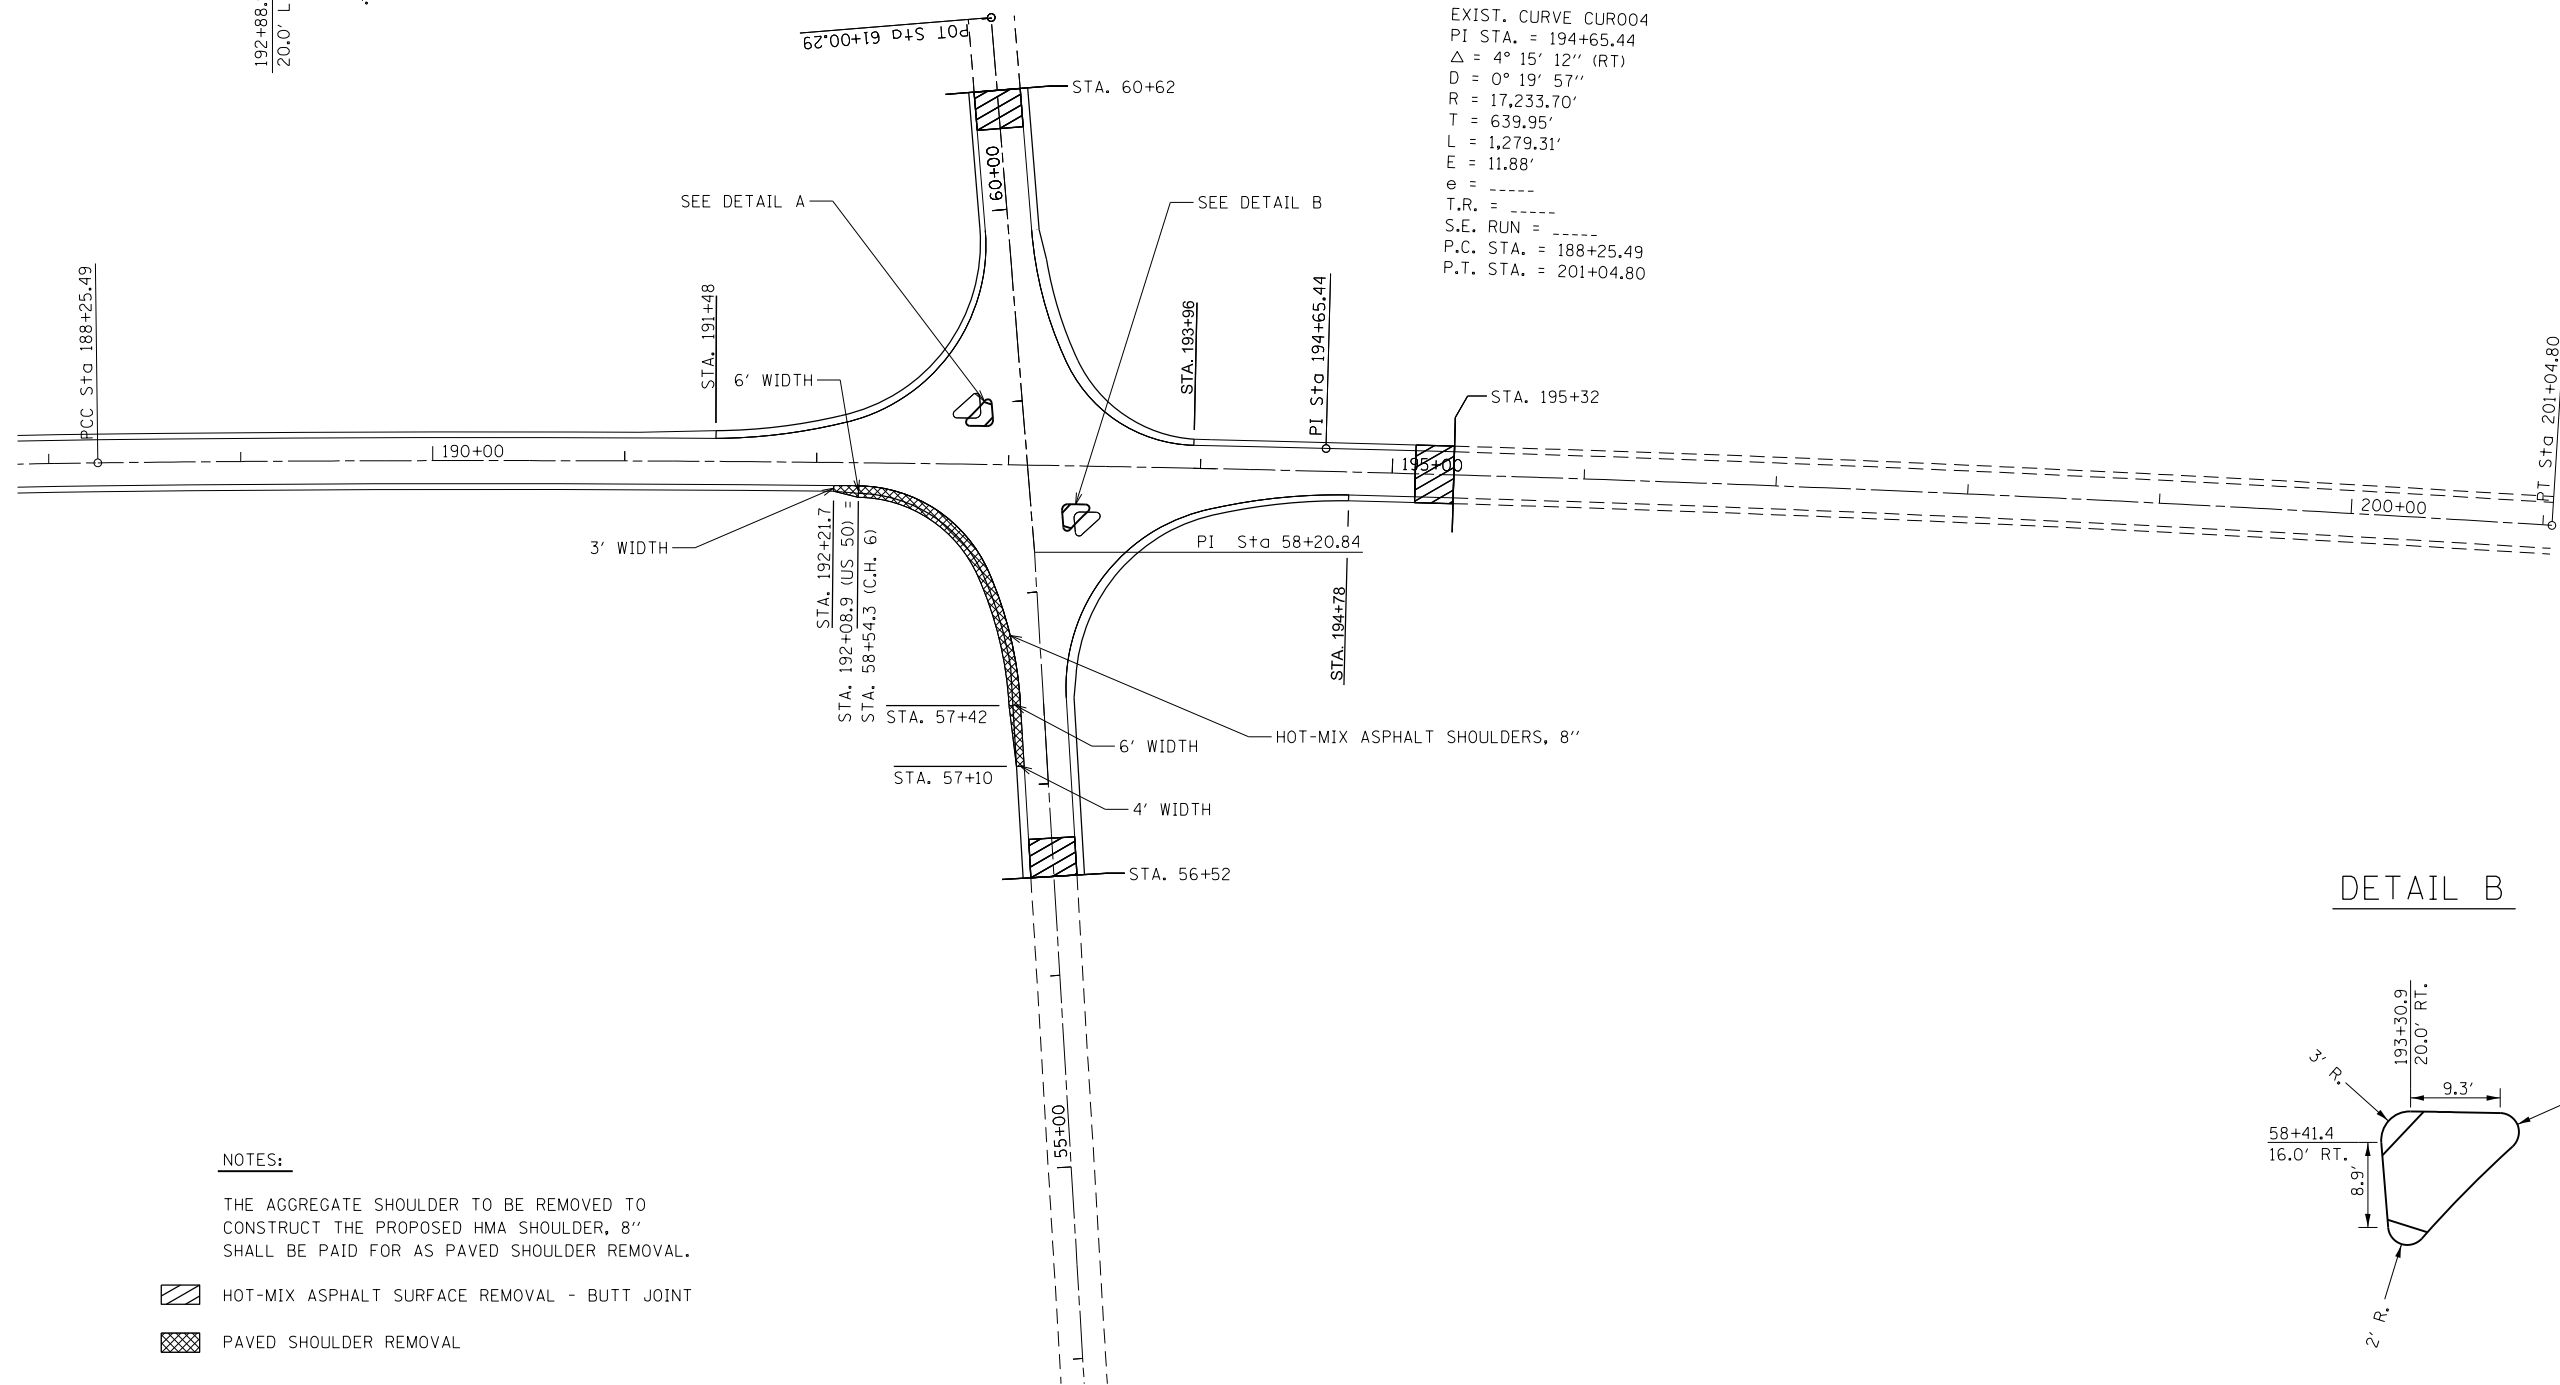 192+88.
20.0' L
POT Sta 61+00.29
STA. 60+62
60+00
SEE DETAIL A
SEE DETAIL B
EXIST. CURVE CUR004
PI STA. = 194+65.44
△ = 4° 15' 12'' (RT)
D = 0° 19' 57''
R = 17,233.70'
T = 639.95'
L = 1,279.31'
E = 11.88'
e = _____
T.R. = _____
S.E. RUN = _____
P.C. STA. = 188+25.49
P.T. STA. = 201+04.80
PCC Sta 188+25.49
STA. 191+48
6' WIDTH
STA. 193+96
PI Sta 194+65.44
STA. 195+32
PT Sta 201+04.80
190+00
195+00
200+00
3' WIDTH
STA. 192+21.7
STA. 192+08.9 (US 50) =
STA. 58+54.3 (C.H. 6)
PI Sta 58+20.84
STA. 194+78
STA. 57+42
6' WIDTH
HOT-MIX ASPHALT SHOULDERS, 8''
STA. 57+10
4' WIDTH
STA. 56+52
55+00
DETAIL B
193+30.9
20.0' RT.
3' R.
9.3'
58+41.4
16.0' RT.
8.9'
2' R.
NOTES:
THE AGGREGATE SHOULDER TO BE REMOVED TO
CONSTRUCT THE PROPOSED HMA SHOULDER, 8''
SHALL BE PAID FOR AS PAVED SHOULDER REMOVAL.
HOT-MIX ASPHALT SURFACE REMOVAL - BUTT JOINT
PAVED SHOULDER REMOVAL